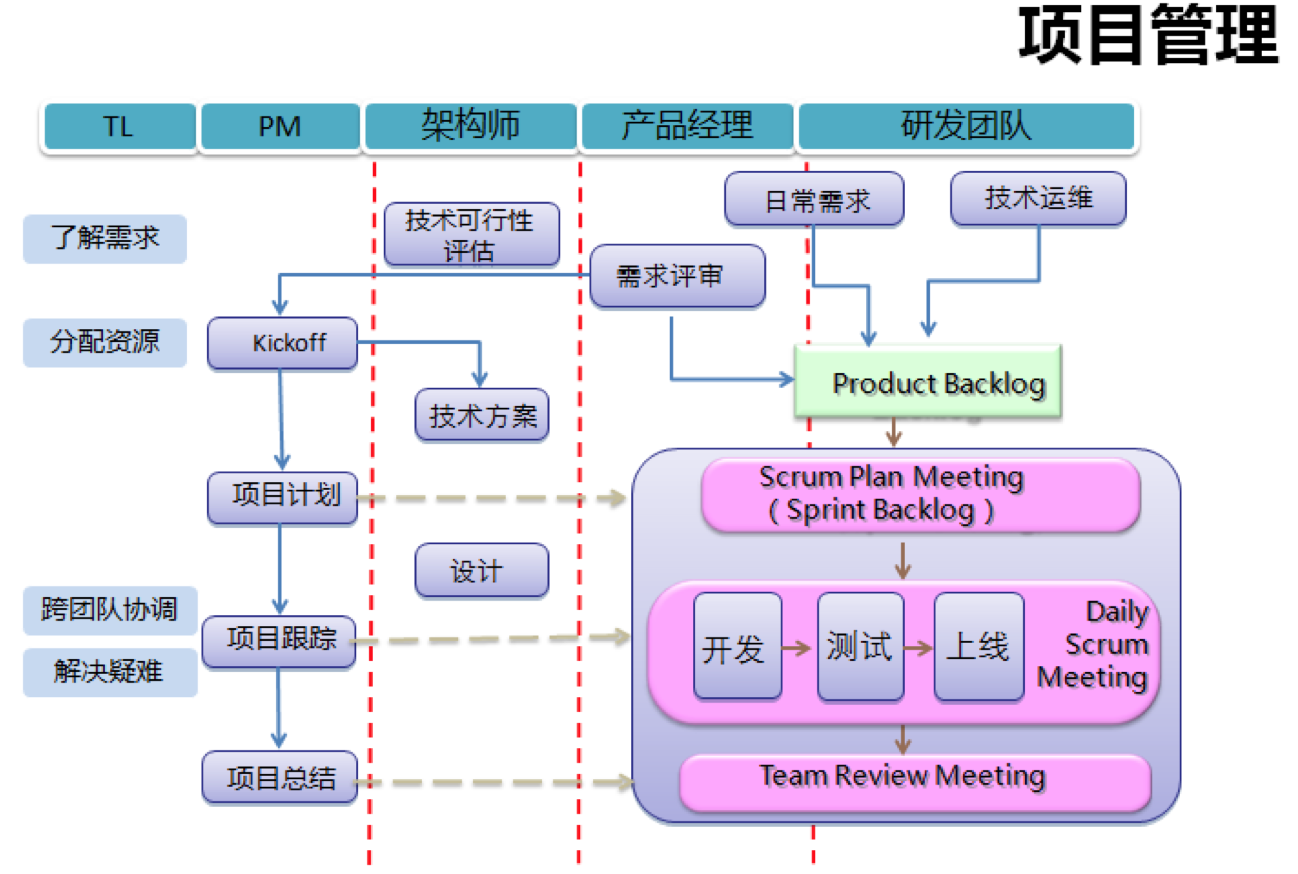 项目管理
TL
PM
架构师
产品经理
研发团队
日常需求
技术运维
技术可行性
评估
了解需求
需求评审
分配资源
Kickoff
Product Backlog
技术方案
Scrum Plan Meeting
（Sprint Backlog）
项目计划
设计
跨团队协调
项目跟踪
解决疑难
开发
测试
上线
Daily
Scrum
Meeting
项目总结
Team Review Meeting